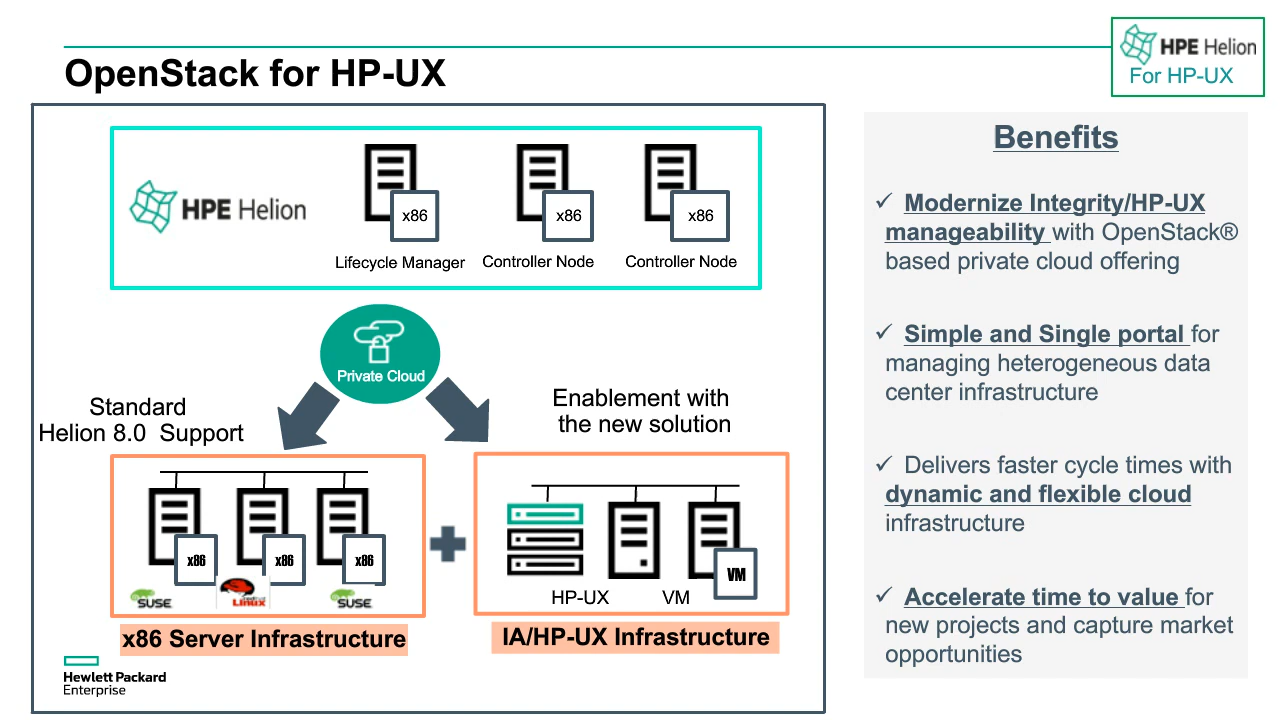 HPE Helion
For HP-UX
OpenStack for HP-UX
HPE Helion
x86
x86
x86
Lifecycle Manager
Controller Node
Controller Node
Private Cloud
Standard
Helion 8.0 Support
Enablement with
the new solution
x86
x86
x86
SUSE
Linux
SUSE
VM
HP-UX
VM
x86 Server Infrastructure
IA/HP-UX Infrastructure
Hewlett Packard
Enterprise
Benefits
✓ Modernize Integrity/HP-UX
manageability with OpenStack®
based private cloud offering
✓ Simple and Single portal for
managing heterogeneous data
center infrastructure
✓ Delivers faster cycle times with
dynamic and flexible cloud
infrastructure
✓ Accelerate time to value for
new projects and capture market
opportunities